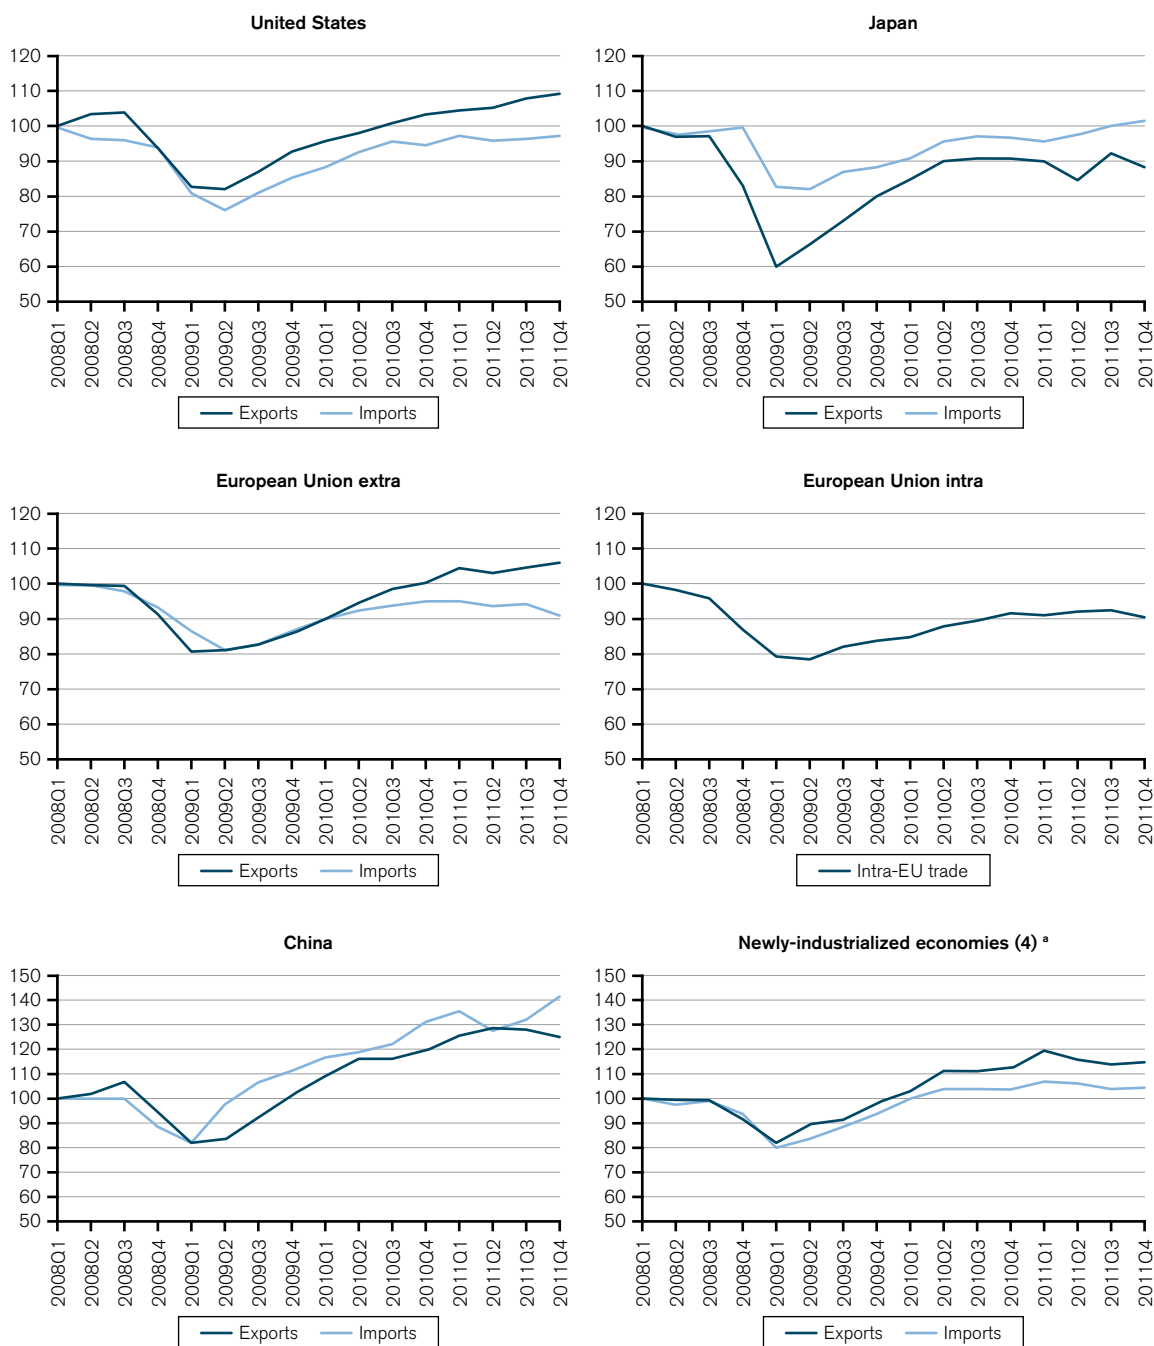 United States
120
110
100
90
80
70
60
50
2008Q1
2008Q2
2008Q3
2008Q4
2009Q1
2009Q2
2009Q3
2009Q4
2010Q1
2010Q2
2010Q3
2010Q4
2011Q1
2011Q2
2011Q3
2011Q4
Exports Imports
Japan
120
110
100
90
80
70
60
50
2008Q1
2008Q2
2008Q3
2008Q4
2009Q1
2009Q2
2009Q3
2009Q4
2010Q1
2010Q2
2010Q3
2010Q4
2011Q1
2011Q2
2011Q3
2011Q4
Exports Imports
European Union extra
120
110
100
90
80
70
60
50
2008Q1
2008Q2
2008Q3
2008Q4
2009Q1
2009Q2
2009Q3
2009Q4
2010Q1
2010Q2
2010Q3
2010Q4
2011Q1
2011Q2
2011Q3
2011Q4
Exports Imports
European Union intra
120
110
100
90
80
70
60
50
2008Q1
2008Q2
2008Q3
2008Q4
2009Q1
2009Q2
2009Q3
2009Q4
2010Q1
2010Q2
2010Q3
2010Q4
2011Q1
2011Q2
2011Q3
2011Q4
Intra-EU trade
China
150
140
130
120
110
100
90
80
70
60
50
2008Q1
2008Q2
2008Q3
2008Q4
2009Q1
2009Q2
2009Q3
2009Q4
2010Q1
2010Q2
2010Q3
2010Q4
2011Q1
2011Q2
2011Q3
2011Q4
Exports Imports
Newly-industrialized economies (4) a
150
140
130
120
110
100
90
80
70
60
50
2008Q1
2008Q2
2008Q3
2008Q4
2009Q1
2009Q2
2009Q3
2009Q4
2010Q1
2010Q2
2010Q3
2010Q4
2011Q1
2011Q2
2011Q3
2011Q4
Exports Imports